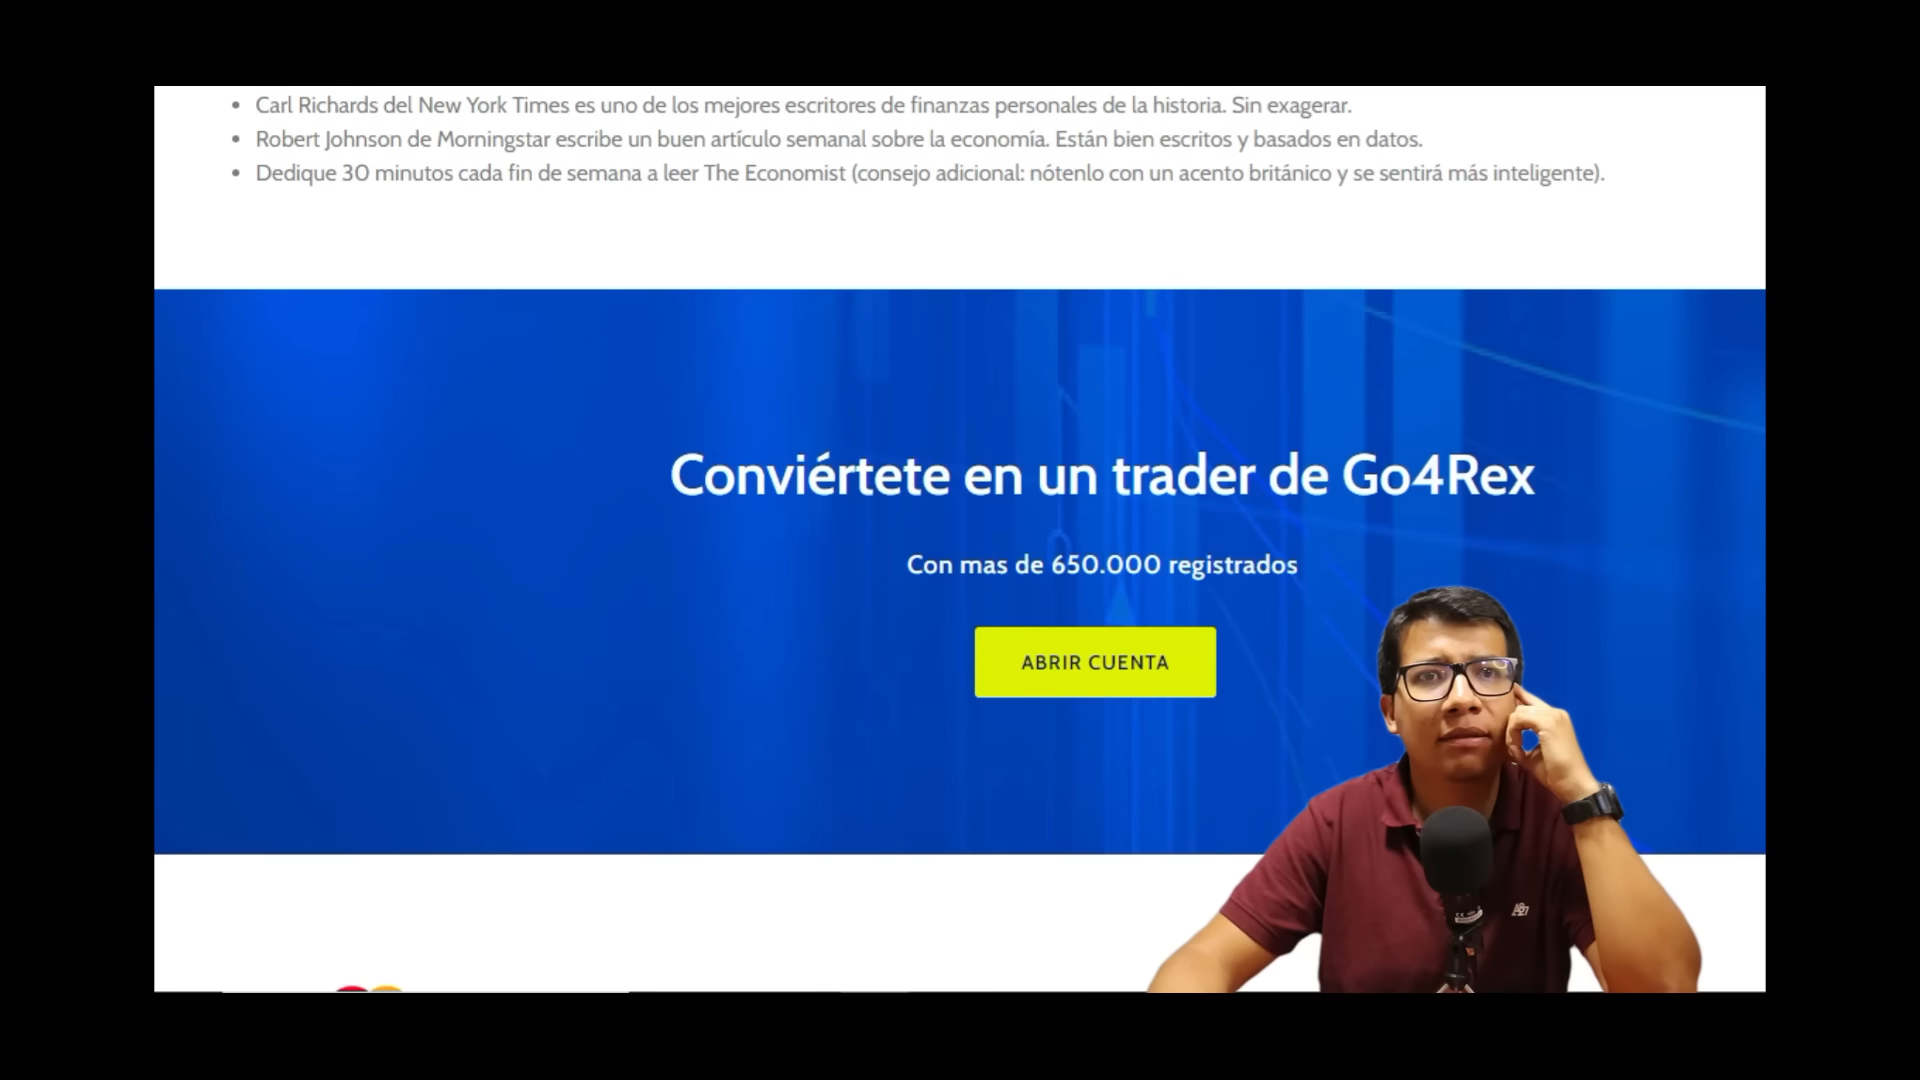 Carl Richards del New York Times es uno de los mejores escritores de finanzas personales de la historia. Sin exagerar.
Robert Johnson de Morningstar escribe un buen artículo semanal sobre la economía. Están bien escritos y basados en datos.
Dedique 30 minutos cada fin de semana a leer The Economist (consejo adicional: nótenlo con un acento británico y se sentirá más inteligente).
Conviértete en un trader de Go4Rex
Con mas de 650.000 registrados
ABRIR CUENTA